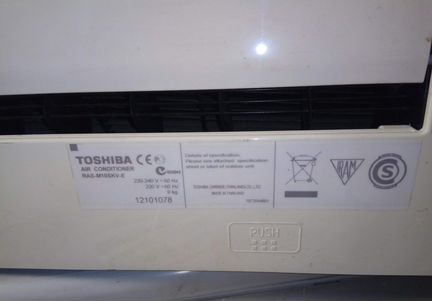 TOSHIBA
AIR CONDITIONER
RAS-M10SKV-E
220-240 V ~ 50 Hz
220 V ~ 60 Hz
9 kg
12101078
Details of specification.
Please see attached specification
sheet or label of outdoor unit.
TOSHIBA CARRIER (THAILAND) CO., LTD.
MADE IN THAILAND
PUSH